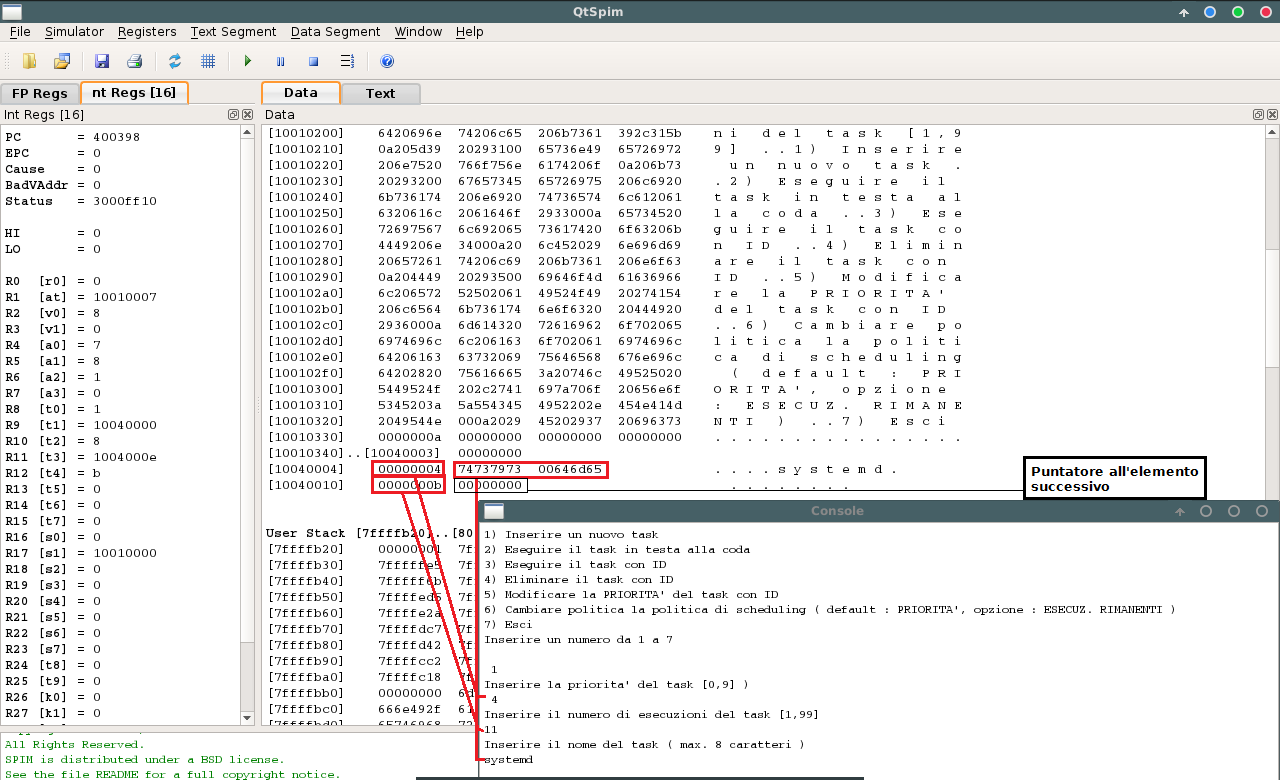 QtSpim
File Simulator Registers Text Segment Data Segment Window Help
FP Regs nt Regs [16] Data Text
Int Regs [16]
PC = 400398
EPC = 0
Cause = 0
BadVAddr = 0
Status = 3000ff10
HI = 0
LO = 0
R0 [r0] = 0
R1 [at] = 10010007
R2 [v0] = 8
R3 [v1] = 0
R4 [a0] = 7
R5 [a1] = 8
R6 [a2] = 1
R7 [a3] = 0
R8 [t0] = 1
R9 [t1] = 10040000
R10 [t2] = 8
R11 [t3] = 1004000e
R12 [t4] = b
R13 [t5] = 0
R14 [t6] = 0
R15 [t7] = 0
R16 [s0] = 0
R17 [s1] = 10010000
R18 [s2] = 0
R19 [s3] = 0
R20 [s4] = 0
R21 [s5] = 0
R22 [s6] = 0
R23 [s7] = 0
R24 [t8] = 0
R25 [t9] = 0
R26 [k0] = 0
R27 [k1] = 0
Data
[10010200] 6420696e 74206c65 206b7361 392c315b n i d e l t a s k [ 1 , 9
[10010210] 0a205d39 20293100 65736e49 65726972 9 ] . . 1 ) I n s e r i r e
[10010220] 206e7520 766f756e 6174206f 0a206b73 u n n u o v o t a s k .
[10010230] 20293200 67657345 65726975 206c6920 . 2 ) E s e g u i r e i l
[10010240] 6b736174 206e6920 74736574 6c612061 t a s k i n t e s t a a l
[10010250] 6320616c 2061646f 2933000a 65734520 l a c o d a . . 3 ) E s e
[10010260] 72697567 6c692065 73617420 6f63206b g u i r e i l t a s k c o
[10010270] 4449206e 34000a20 6c452029 6e696d69 n I D . . 4 ) E l i m i n
[10010280] 20657261 74206c69 206b7361 206e6f63 a r e i l t a s k c o n
[10010290] 0a204449 20293500 69646f4d 61636966 I D . . 5 ) M o d i f i c a
[100102a0] 6c206572 52502061 49524f49 20274154 r e l a P R I O R I T A '
[100102b0] 206c6564 6b736174 6e6f6320 20444920 d e l t a s k c o n I D
[100102c0] 2936000a 6d614320 72616962 6f702065 . . 6 ) C a m b i a r e p o
[100102d0] 6974696c 6c206163 6f702061 6974696c l i t i c a l a p o l i t i
[100102e0] 64206163 63732069 75646568 676e696c c a d i s c h e d u l i n g
[100102f0] 64202820 75616665 3a20746c 49525020 ( d e f a u l t : P R I
[10010300] 5449524f 202c2741 697a706f 20656e6f O R I T A ' , o p z i o n e
[10010310] 5345203a 5a554345 4952202e 454e414d : E S E C U Z . R I M A N E
[10010320] 2049544e 000a2029 45202937 20696373 N T I ) . . 7 ) E s c i
[10010330] 0000000a 00000000 00000000 00000000 . . . . . . . . . . . . . . . .
[10010340]..[10040003] 00000000
[10040004] 00000004 74737973 00646d65 . . . . s y s t e m d .
[10040010] 0000000b 00000000 . . . . . . . .
Puntatore all'elemento
successivo
User Stack [7ffffb20]..[80
[7ffffb20] 00000001 7f
[7ffffb30] 7fffffe5 7f
[7ffffb40] 7fffff6b 7f
[7ffffb50] 7ffffed5 7f
[7ffffb60] 7ffffe2a 7f
[7ffffb70] 7ffffdc7 7f
[7ffffb80] 7ffffd42 7f
[7ffffb90] 7ffffcc2 7f
[7ffffba0] 7ffffc18 7f
[7ffffbb0] 00000000 6d
[7ffffbc0] 666e492f 61
[7ffffbd0] 65746968 72
Console
1) Inserire un nuovo task
2) Eseguire il task in testa alla coda
3) Eseguire il task con ID
4) Eliminare il task con ID
5) Modificare la PRIORITA' del task con ID
6) Cambiare politica la politica di scheduling ( default : PRIORITA', opzione : ESECUZ. RIMANENTI )
7) Esci
Inserire un numero da 1 a 7
1
Inserire la priorita' del task [0,9] )
4
Inserire il numero di esecuzioni del task [1,99]
11
Inserire il nome del task ( max. 8 caratteri )
systemd
All Rights Reserved.
SPIM is distributed under a BSD license.
See the file README for a full copyright notice.